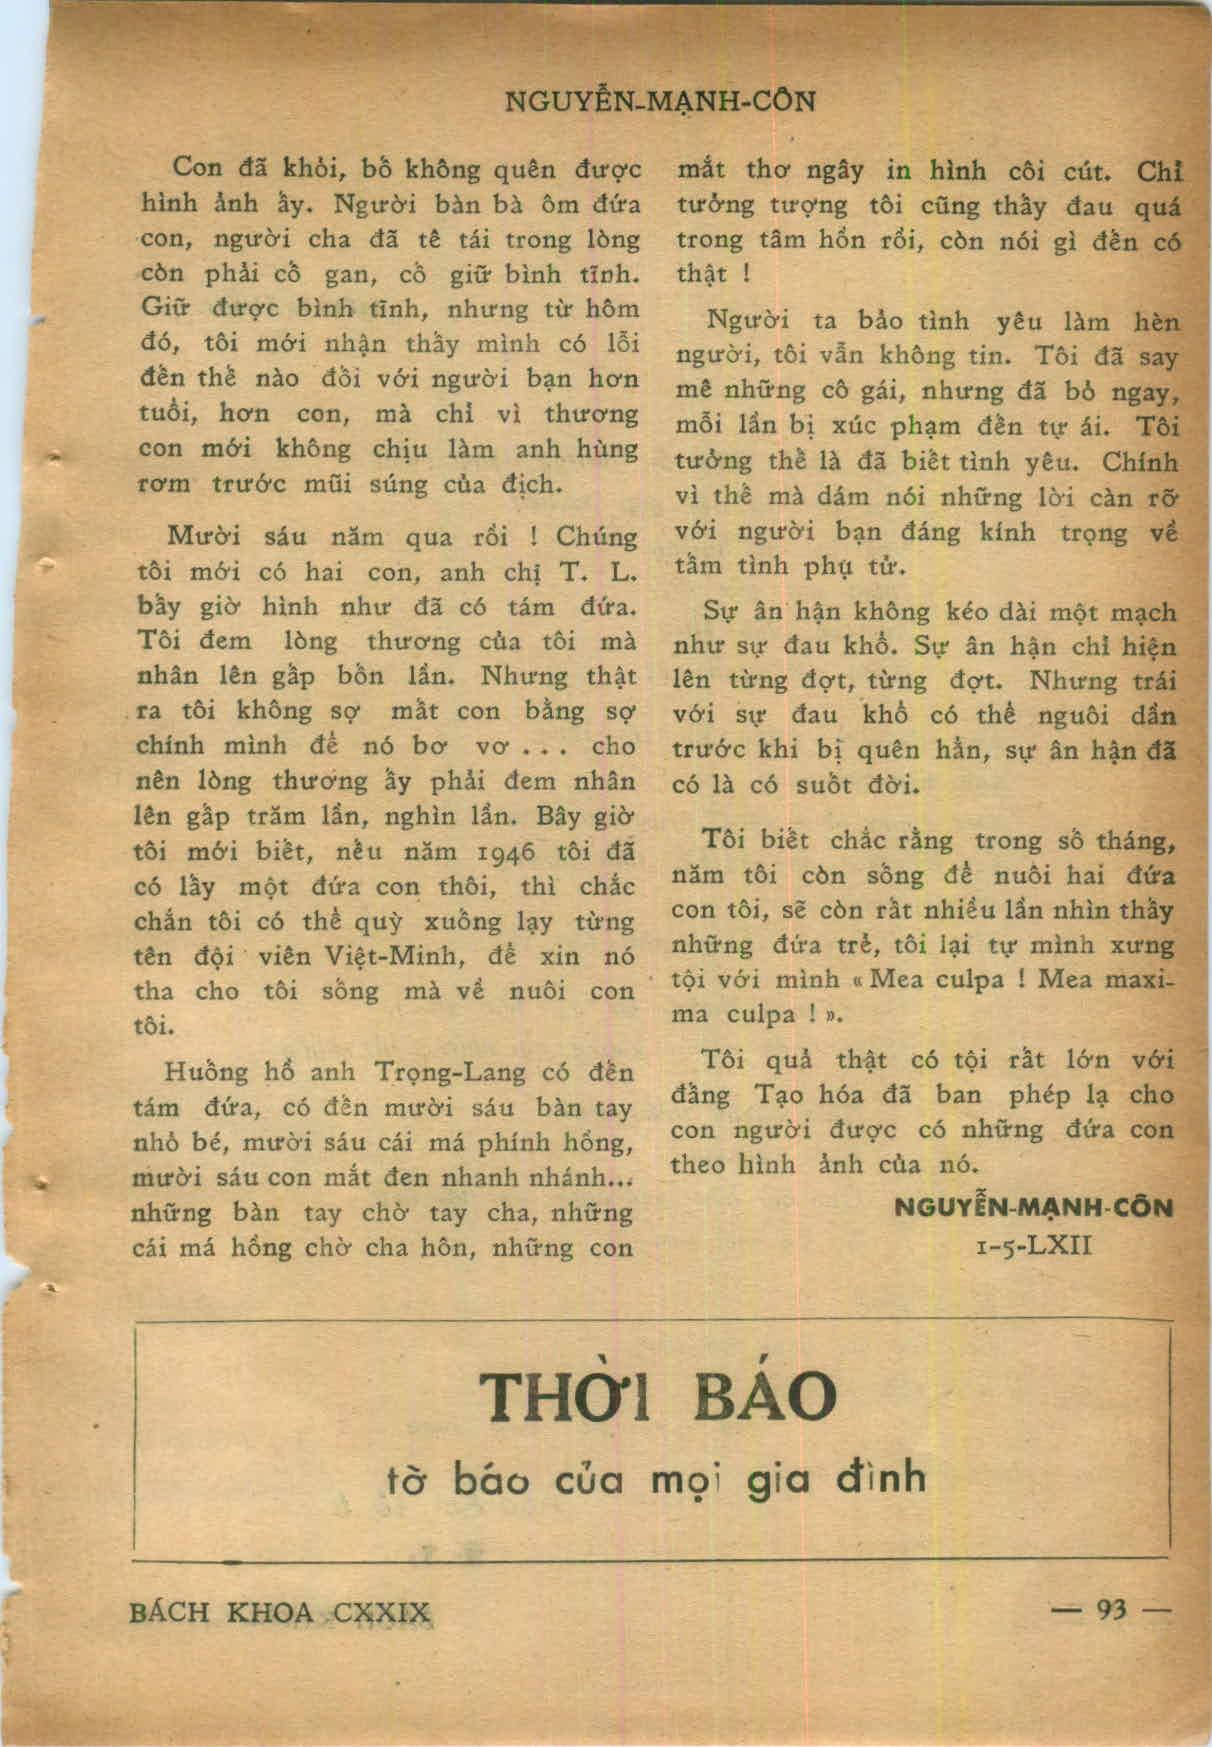 NGUYỄN-MẠNH-CÔN
Con đã khỏi, bố không quên được
hình ảnh ấy. Người bàn bà ôm đứa
con, người cha đã tê tái trong lòng
còn phải cố gan, cố giữ bình tĩnh.
Giữ được bình tĩnh, nhưng từ hôm
đó, tôi mới nhận thấy mình có lỗi
đến thế nào đối với người bạn hơn
tuổi, hơn con, mà chỉ vì thương
con mới không chịu làm anh hùng
rơm trước mũi súng của địch.
Mười sáu năm qua rồi ! Chúng
tôi mới có hai con, anh chị T. L.
bây giờ hình như đã có tám đứa.
Tôi đem lòng thương của tôi mà
nhân lên gấp bốn lần. Nhưng thật
ra tôi không sợ mất con bằng sợ
chính mình để nó bơ vơ . . . cho
nên lòng thương ấy phải đem nhân
lên gấp trăm lần, nghìn lần. Bây giờ
tôi mới biết, nếu năm 1946 tôi đã
có lấy một đứa con thôi, thì chắc
chắn tôi có thể quỳ xuống lạy từng
tên đội viên Việt-Minh, để xin nó
tha cho tôi sống mà về nuôi con
tôi.
Huống hồ anh Trọng-Lang có đến
tám đứa, có đến mười sáu bàn tay
nhỏ bé, mười sáu cái má phính hồng,
mười sáu con mắt đen nhanh nhánh...
những bàn tay chờ tay cha, những
cái má hồng chờ cha hôn, những con
mắt thơ ngây in hình côi cút. Chỉ
tưởng tượng tôi cũng thấy đau quá
trong tâm hồn rồi, còn nói gì đến có
thật !
Người ta bảo tình yêu làm hèn
người, tôi vẫn không tin. Tôi đã say
mê những cô gái, nhưng đã bỏ ngay,
mỗi lần bị xúc phạm đến tự ái. Tôi
tưởng thế là đã biết tình yêu. Chính
vì thế mà dám nói những lời càn rỡ
với người bạn đáng kính trọng về
tấm tình phụ tử.
Sự ân hận không kéo dài một mạch
như sự đau khổ. Sự ân hận chỉ hiện
lên từng đợt, từng đợt. Nhưng trái
với sự đau khổ có thể nguôi dần
trước khi bị quên hẳn, sự ân hận đã
có là có suốt đời.
Tôi biết chắc rằng trong số tháng,
năm tôi còn sống để nuôi hai đứa
con tôi, sẽ còn rất nhiều lần nhìn thấy
những đứa trẻ, tôi lại tự mình xưng
tội với mình « Mea culpa ! Mea maxi-
ma culpa ! ».
Tôi quả thật có tội rất lớn với
đấng Tạo hóa đã ban phép lạ cho
con người được có những đứa con
theo hình ảnh của nó.
NGUYỄN-MẠNH-CÔN
1-5-LXII
THỜI BÁO
tờ báo của mọi gia đình
BÁCH KHOA CXXIX
— 93 —